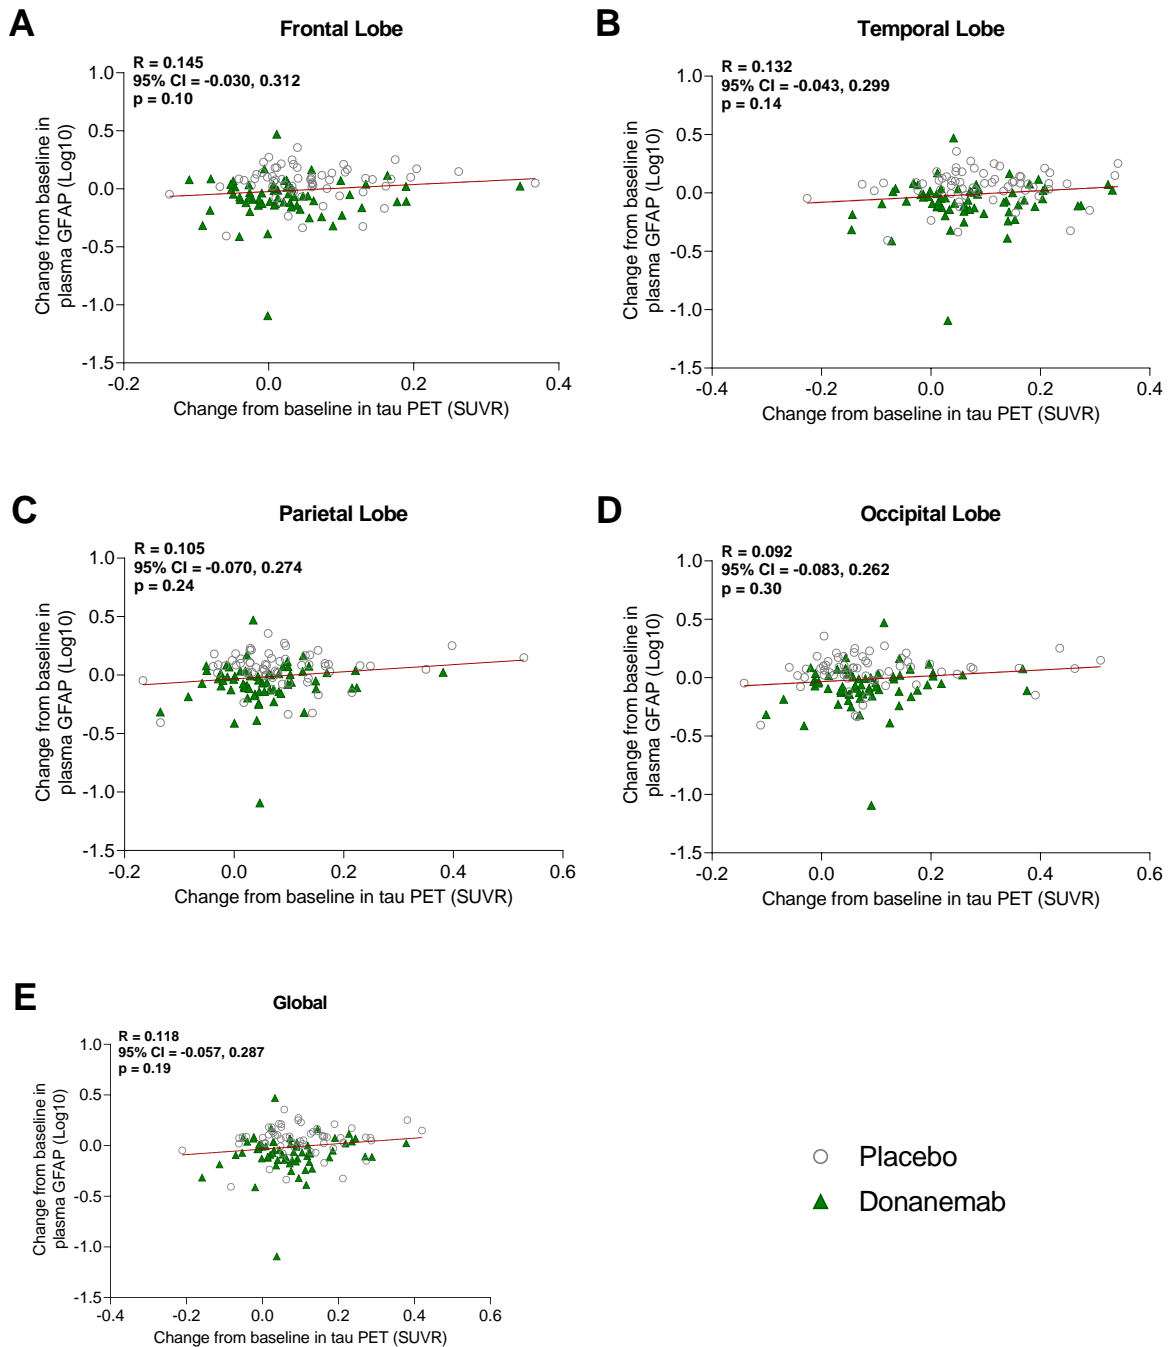 A
Frontal Lobe
R = 0.145
95% CI = -0.030, 0.312
p = 0.10
Change from baseline in
plasma GFAP (Log10)
1.0
0.5
0.0
-0.5
-1.0
-1.5
-0.2
0.0
0.2
0.4
Change from baseline in tau PET (SUVR)
B
Temporal Lobe
R = 0.132
95% CI = -0.043, 0.299
p = 0.14
Change from baseline in
plasma GFAP (Log10)
1.0
0.5
0.0
-0.5
-1.0
-1.5
-0.4
-0.2
0.0
0.2
0.4
Change from baseline in tau PET (SUVR)
C
Parietal Lobe
R = 0.105
95% CI = -0.070, 0.274
p = 0.24
Change from baseline in
plasma GFAP (Log10)
1.0
0.5
0.0
-0.5
-1.0
-1.5
-0.2
0.0
0.2
0.4
0.6
Change from baseline in tau PET (SUVR)
D
Occipital Lobe
R = 0.092
95% CI = -0.083, 0.262
p = 0.30
Change from baseline in
plasma GFAP (Log10)
1.0
0.5
0.0
-0.5
-1.0
-1.5
-0.2
0.0
0.2
0.4
0.6
Change from baseline in tau PET (SUVR)
E
Global
R = 0.118
95% CI = -0.057, 0.287
p = 0.19
Change from baseline in
plasma GFAP (Log10)
1.0
0.5
0.0
-0.5
-1.0
-1.5
-0.4
-0.2
0.0
0.2
0.4
0.6
Change from baseline in tau PET (SUVR)
Placebo
Donanemab